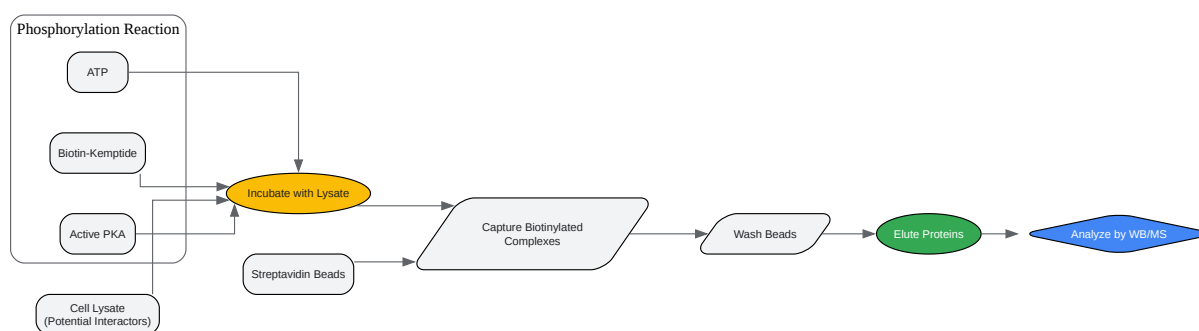 Phosphorylation Reaction
ATP
Biotin-Kemptide
Active PKA
Cell Lysate
(Potential Interactors)
Incubate with Lysate
Streptavidin Beads
Capture Biotinylated
Complexes
Wash Beads
Elute Proteins
Analyze by WB/MS